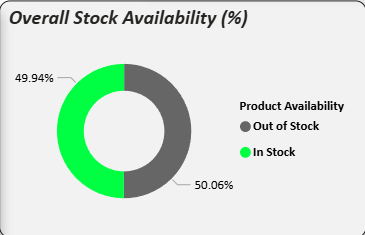 Overall Stock Availability (%)
49.94%
Product Availability
Out of Stock
In Stock
50.06%